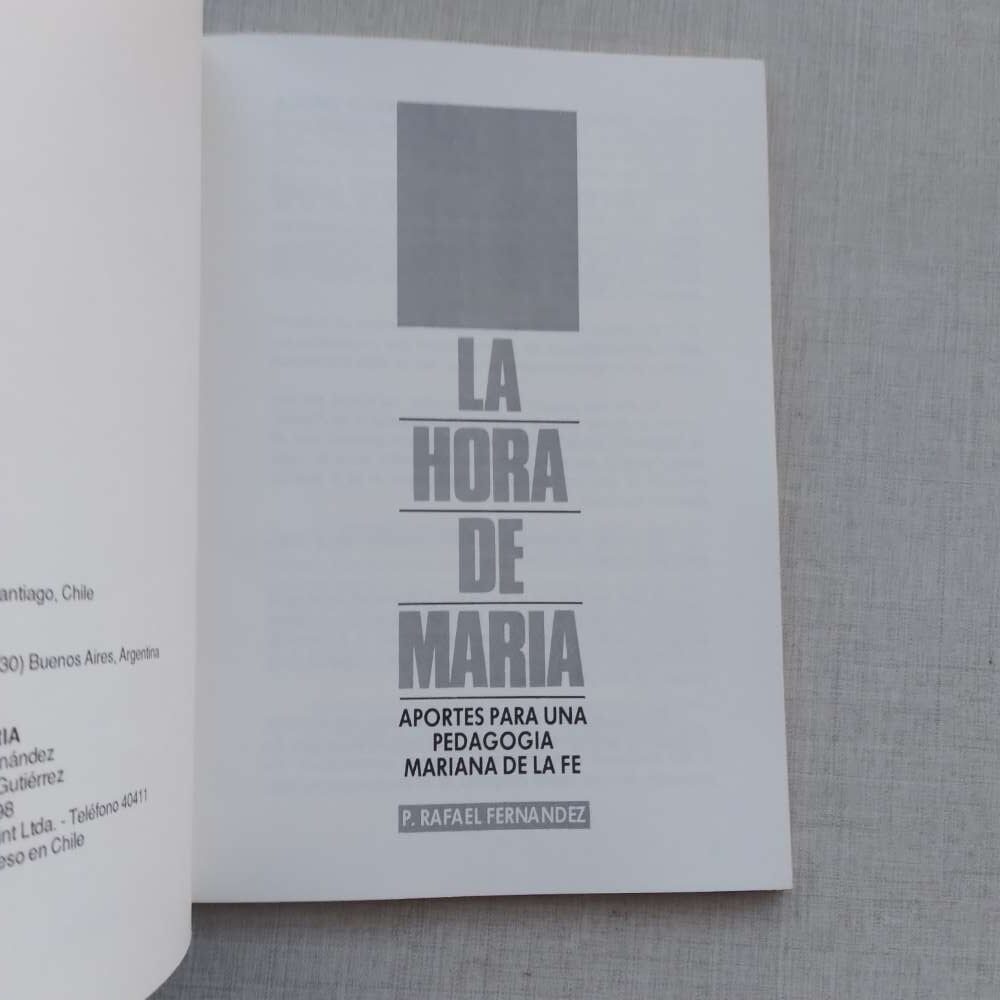 antiago, Chile
30) Buenos Aires, Argentina
RIA
nández
Gutiérrez
98
int Ltda. - Teléfono 40411
eso en Chile
LA
HORA
DE
MARIA
APORTES PARA UNA
PEDAGOGIA
MARIANA DE LA FE
P. RAFAEL FERNANDEZ